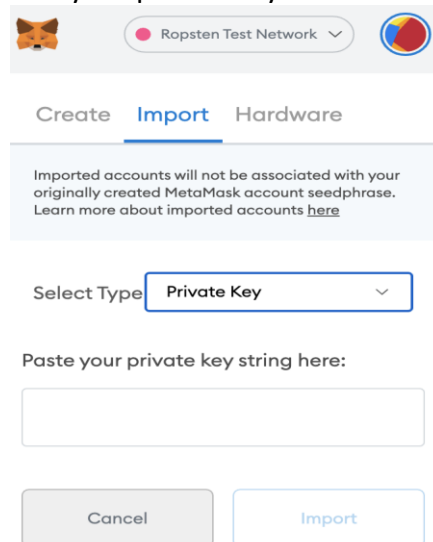 Ropsten Test Network
Create Import Hardware
Imported accounts will not be associated with your
originally created MetaMask account seedphrase.
Learn more about imported accounts here
Select Type Private Key
Paste your private key string here:
Cancel Import